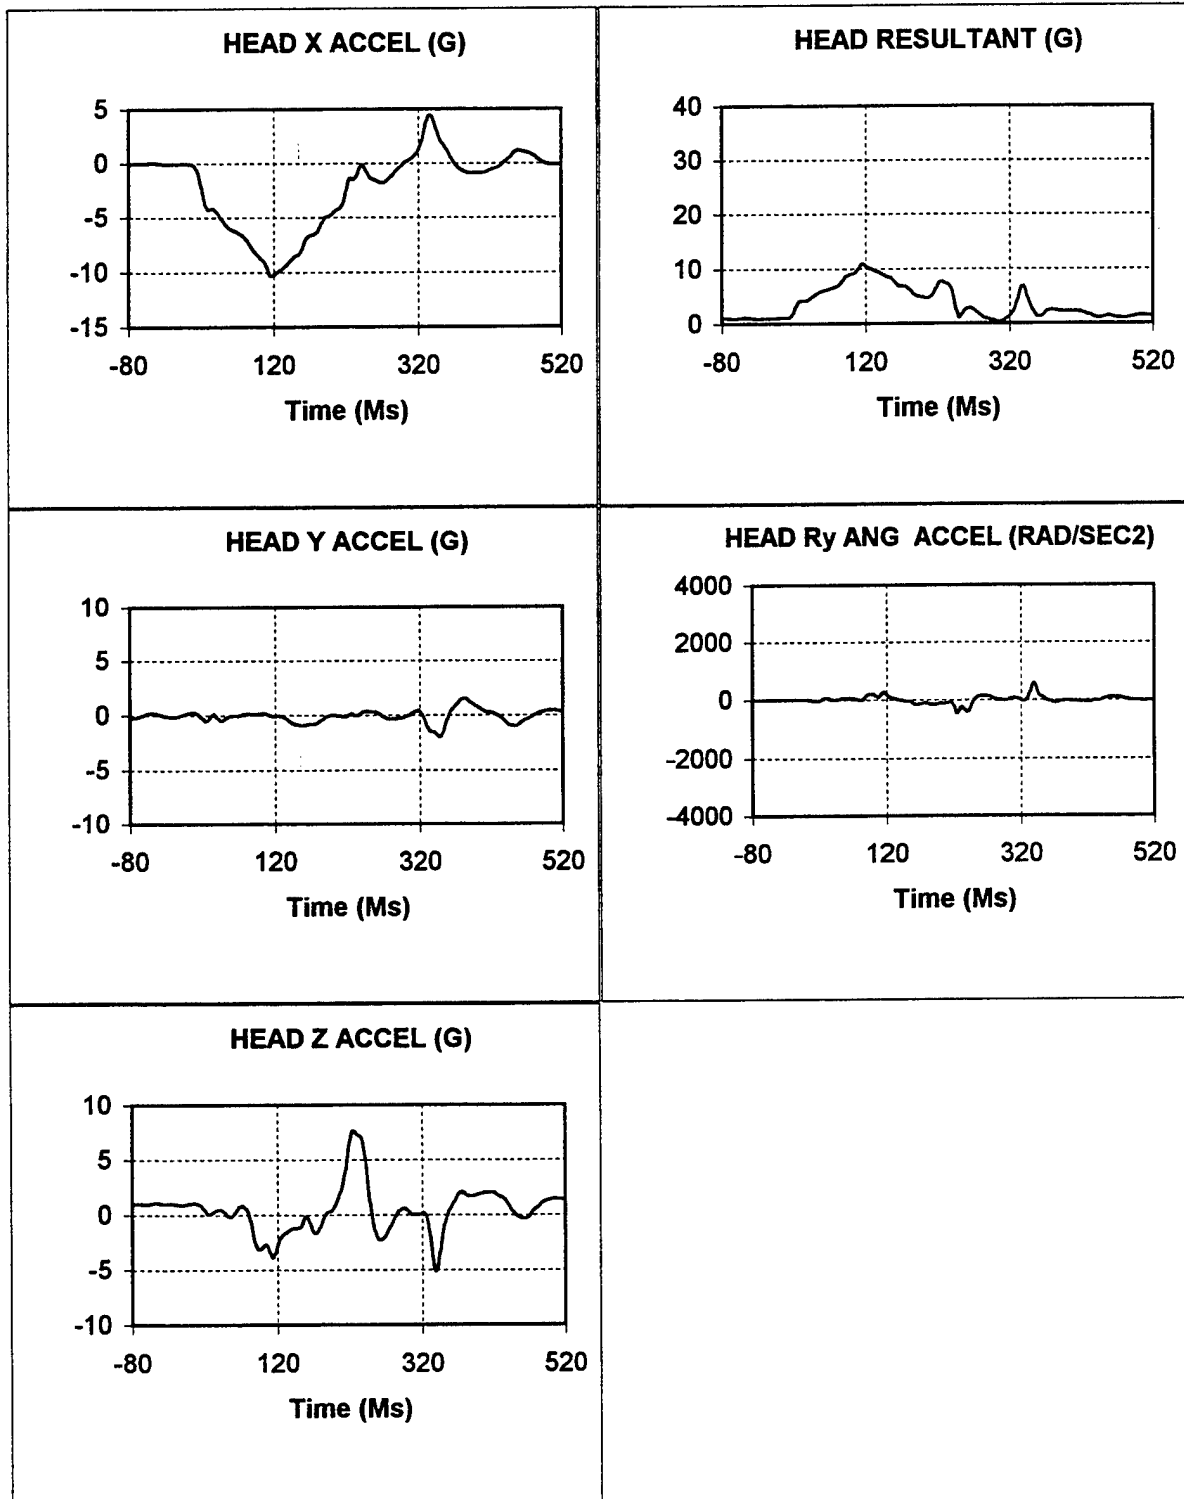 HEAD X ACCEL (G)
5
0
-5
-10
-15
-80 120 320 520
Time (Ms)
HEAD RESULTANT (G)
40
30
20
10
0
-80 120 320 520
Time (Ms)
HEAD Y ACCEL (G)
10
5
0
-5
-10
-80 120 320 520
Time (Ms)
HEAD Ry ANG ACCEL (RAD/SEC2)
4000
2000
0
-2000
-4000
-80 120 320 520
Time (Ms)
HEAD Z ACCEL (G)
10
5
0
-5
-10
-80 120 320 520
Time (Ms)